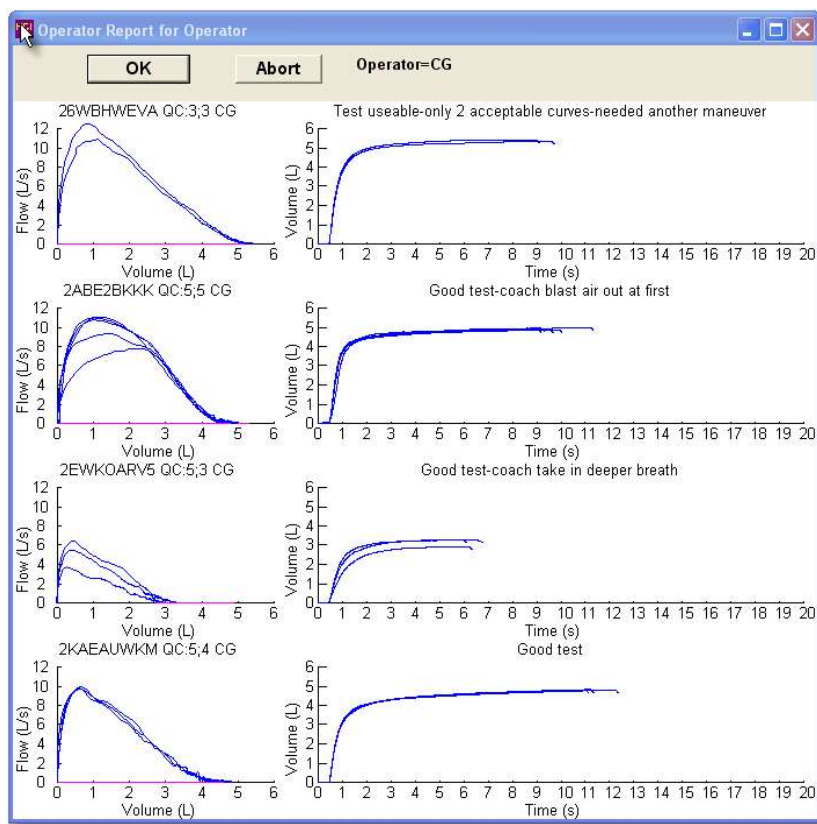 Operator Report for Operator
OK Abort Operator=CG
26WBHWEVA QC:3;3 CG
12
10
8
6
4
2
0
Flow (L/s)
0 1 2 3 4 5 6
Volume (L)
Test useable-only 2 acceptable curves-needed another maneuver
6
5
4
3
2
1
0
Volume (L)
0 1 2 3 4 5 6 7 8 9 10 11 12 13 14 15 16 17 18 19 20
Time (s)
2ABE2BKKK QC:5;5 CG
12
10
8
6
4
2
0
Flow (L/s)
0 1 2 3 4 5 6
Volume (L)
Good test-coach blast air out at first
6
5
4
3
2
1
0
Volume (L)
0 1 2 3 4 5 6 7 8 9 10 11 12 13 14 15 16 17 18 19 20
Time (s)
2EWKOARV5 QC:5;3 CG
12
10
8
6
4
2
0
Flow (L/s)
0 1 2 3 4 5 6
Volume (L)
Good test-coach take in deeper breath
6
5
4
3
2
1
0
Volume (L)
0 1 2 3 4 5 6 7 8 9 10 11 12 13 14 15 16 17 18 19 20
Time (s)
2KAEAUWKM QC:5;4 CG
12
10
8
6
4
2
0
Flow (L/s)
0 1 2 3 4 5 6
Volume (L)
Good test
6
5
4
3
2
1
0
Volume (L)
0 1 2 3 4 5 6 7 8 9 10 11 12 13 14 15 16 17 18 19 20
Time (s)